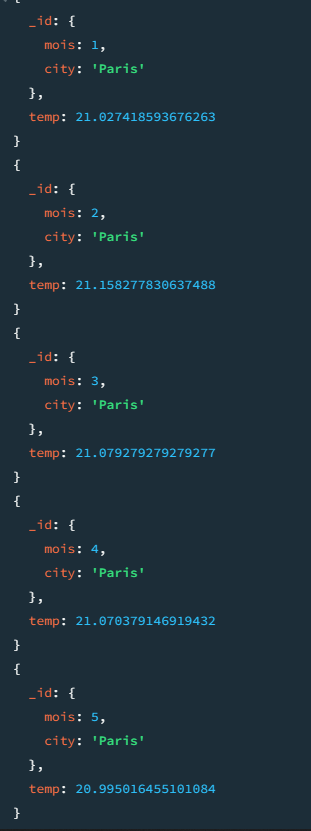 {
_id: {
mois: 1,
city: 'Paris'
},
temp: 21.027418593676263
}
{
_id: {
mois: 2,
city: 'Paris'
},
temp: 21.158277830637488
}
{
_id: {
mois: 3,
city: 'Paris'
},
temp: 21.079279279279277
}
{
_id: {
mois: 4,
city: 'Paris'
},
temp: 21.070379146919432
}
{
_id: {
mois: 5,
city: 'Paris'
},
temp: 20.995016455101084
}